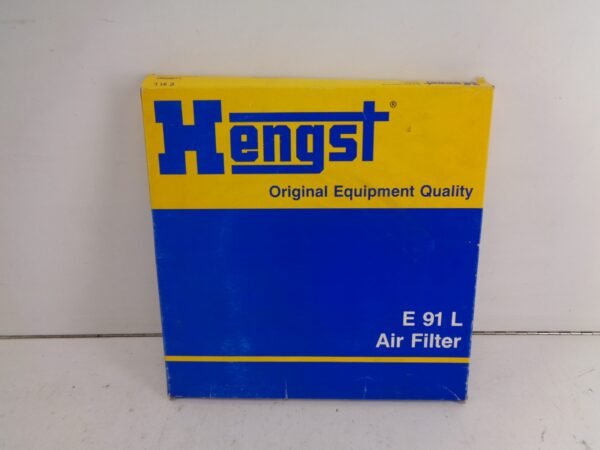 Hengst®
Original Equipment Quality
E 91 L
Air Filter